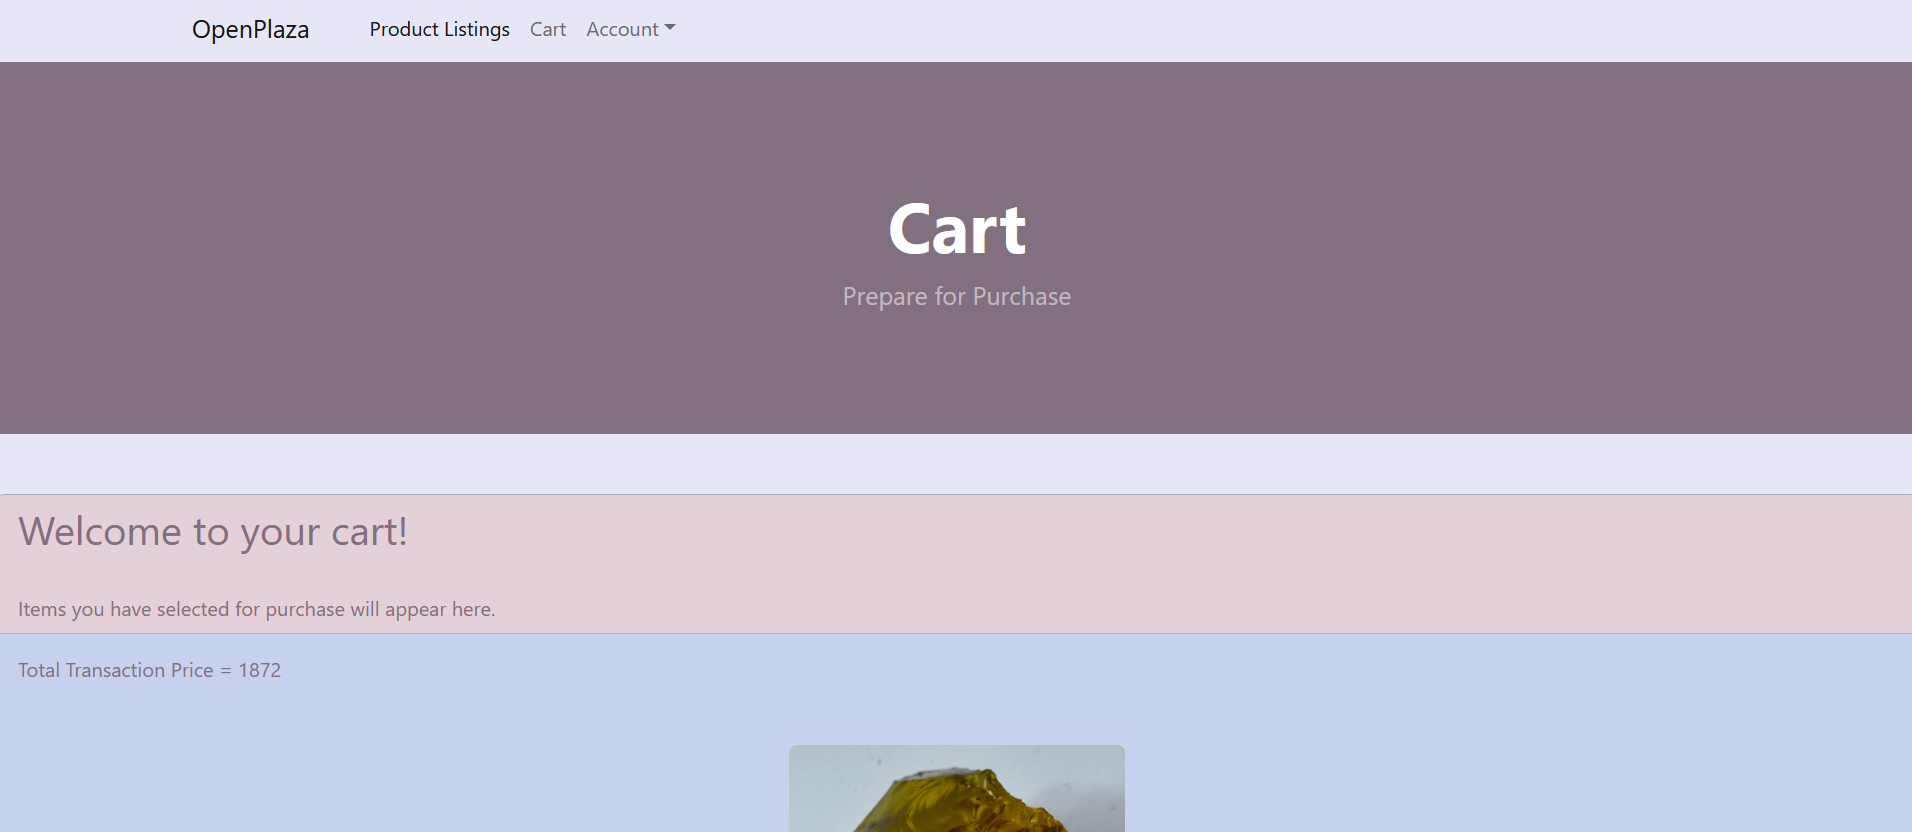 OpenPlaza Product Listings Cart Account
Cart
Prepare for Purchase
Welcome to your cart!
Items you have selected for purchase will appear here.
Total Transaction Price = 1872